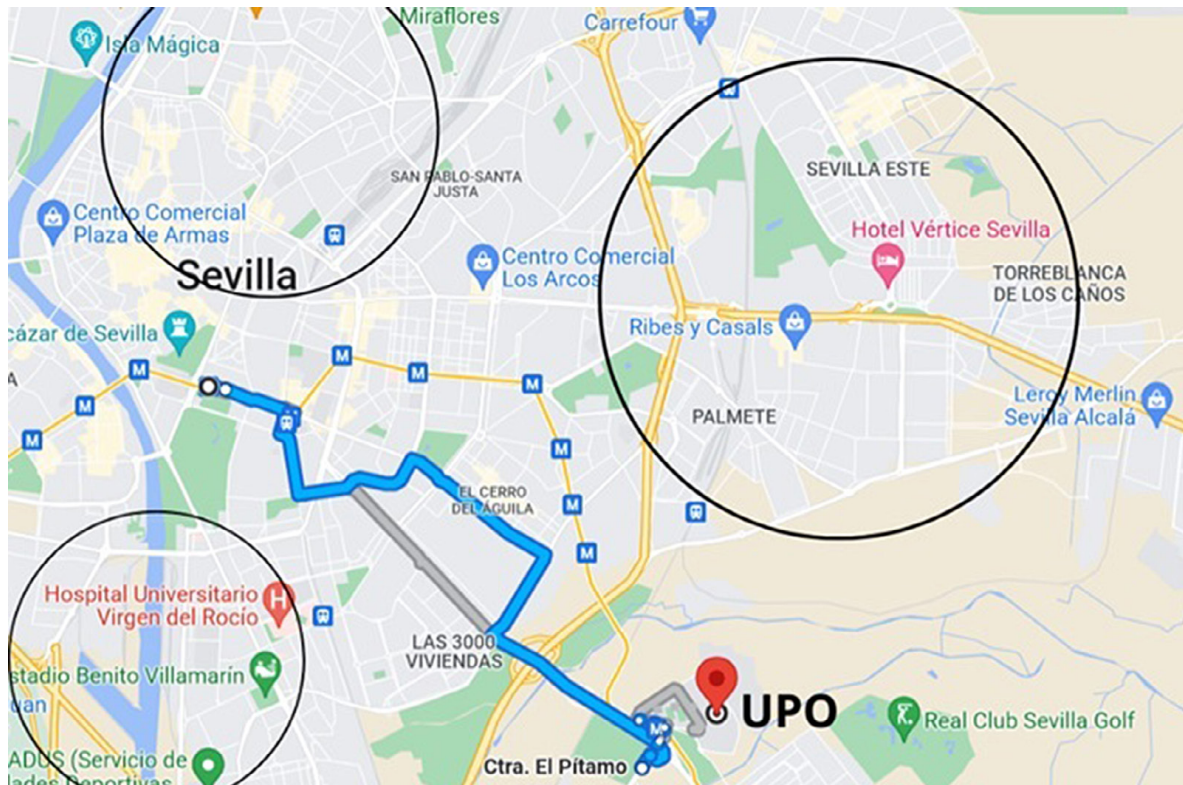 Miraflores
Carrefour
Isla Mágica
SAN PABLO-SANTA
JUSTA
SEVILLA ESTE
Centro Comercial
Plaza de Armas
Hotel Vértice Sevilla
Centro Comercial
Los Arcos
Sevilla
TORREBLANCA
DE LOS CAÑOS
cázar de Sevilla
Ribes y Casals
M
M
M
M
A
M
Leroy Merlin
Sevilla Alcalá
PALMETE
M
M
EL CERRO
DEL ÁGUILA
M
M
Hospital Universitario
Virgen del Rocío
H
LAS 3000
VIVIENDAS
stadio Benito Villamarín
uan
UPO
Real Club Sevilla Golf
M
ADUS (Servicio de
dades Deportivas
Ctra. El Pítamo